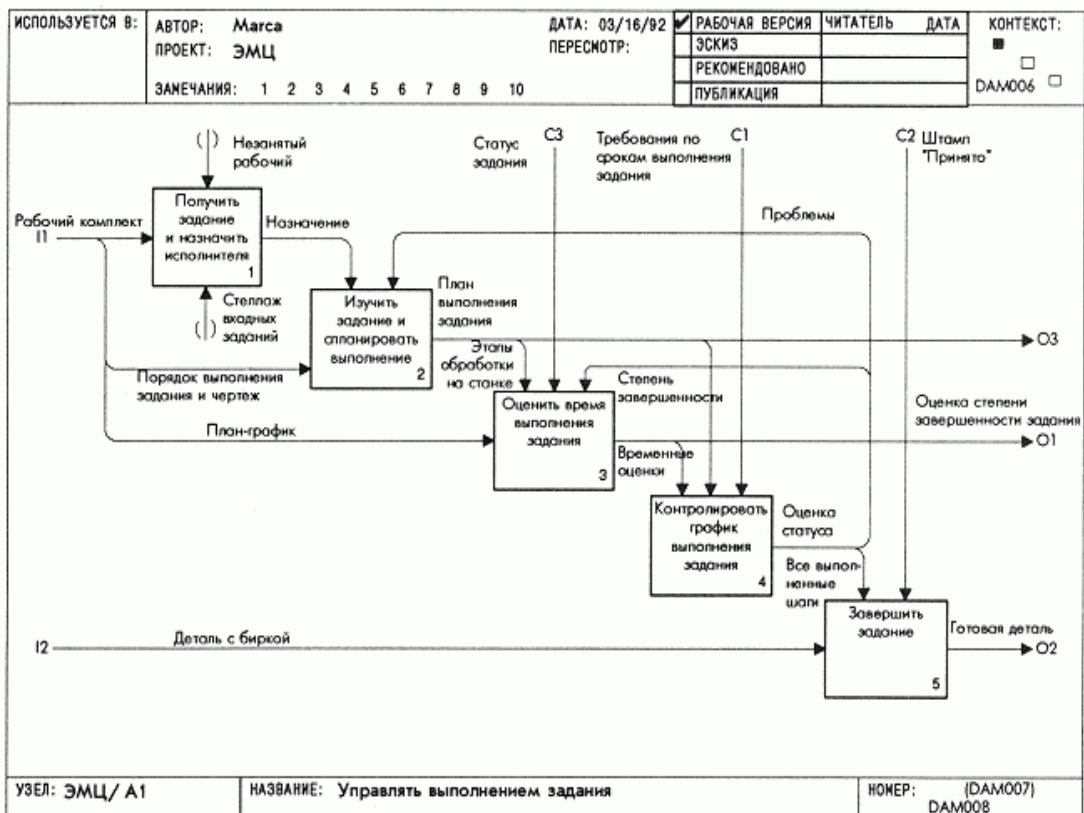 ИСПОЛЬЗУЕТСЯ В:
АВТОР: Marca
ДАТА: 03/16/92
ПРОЕКТ: ЭМЦ
ПЕРЕСМОТР:
ЗАМЕЧАНИЯ: 1 2 3 4 5 6 7 8 9 10
РАБОЧАЯ ВЕРСИЯ
ЭСКИЗ
РЕКОМЕНДОВАНО
ПУБЛИКАЦИЯ
ЧИТАТЕЛЬ ДАТА
КОНТЕКСТ:
DAM006
Незанятый
рабочий
Статус
задания
C3
Требования по
срокам выполнения
задания
C1
C2
Штамп
"Принято"
Рабочий комплект
I1
Получить
задание
и назначить
исполнителя
1
Назначение
Проблемы
Стеллаж
входных
заданий
Изучить
задание и
спланировать
выполнение
2
План
выполнения
задания
O3
Этапы
обработки
на станке
Порядок выполнения
задания и чертеж
Степень
завершенности
Оценить время
выполнения
задания
3
Оценка степени
завершенности задания
O1
План-график
Временные
оценки
Контролировать
график
выполнения
задания
4
Оценка
статуса
Все выпол-
ненные
шаги
Завершить
задание
5
I2
Деталь с биркой
Готовая деталь
O2
УЗЕЛ: ЭМЦ/ А1
НАЗВАНИЕ: Управлять выполнением задания
НОМЕР: (DAM007)
DAM008